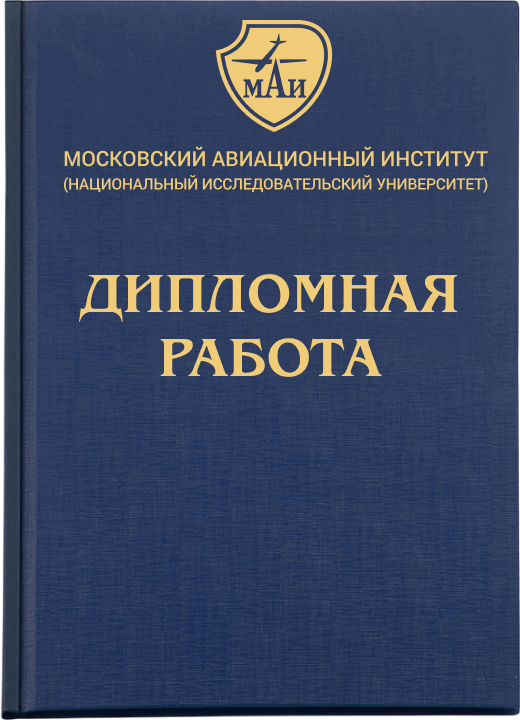 МАИ
МОСКОВСКИЙ АВИАЦИОННЫЙ ИНСТИТУТ
(НАЦИОНАЛЬНЫЙ ИССЛЕДОВАТЕЛЬСКИЙ УНИВЕРСИТЕТ)
ДИПЛОМНАЯ
РАБОТА